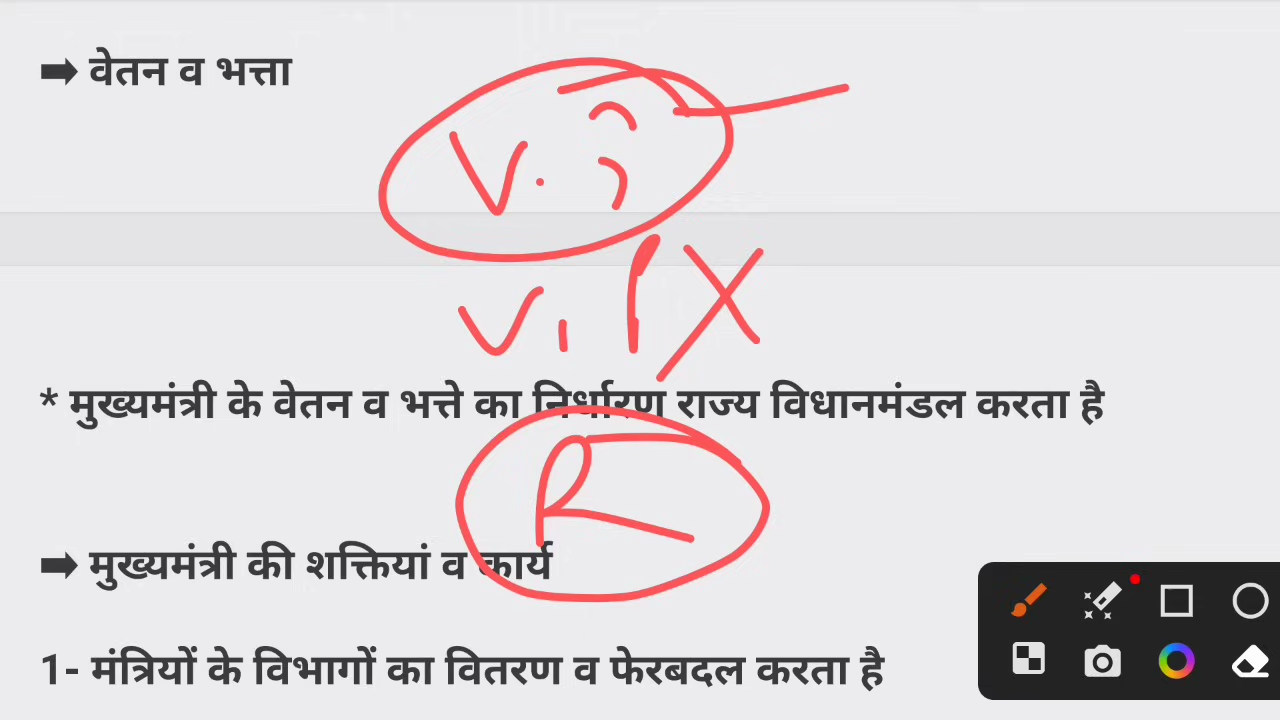 ➡ वेतन व भत्ता
* मुख्यमंत्री के वेतन व भत्ते का निर्धारण राज्य विधानमंडल करता है
➡ मुख्यमंत्री की शक्तियां व कार्य
1- मंत्रियों के विभागों का वितरण व फेरबदल करता है